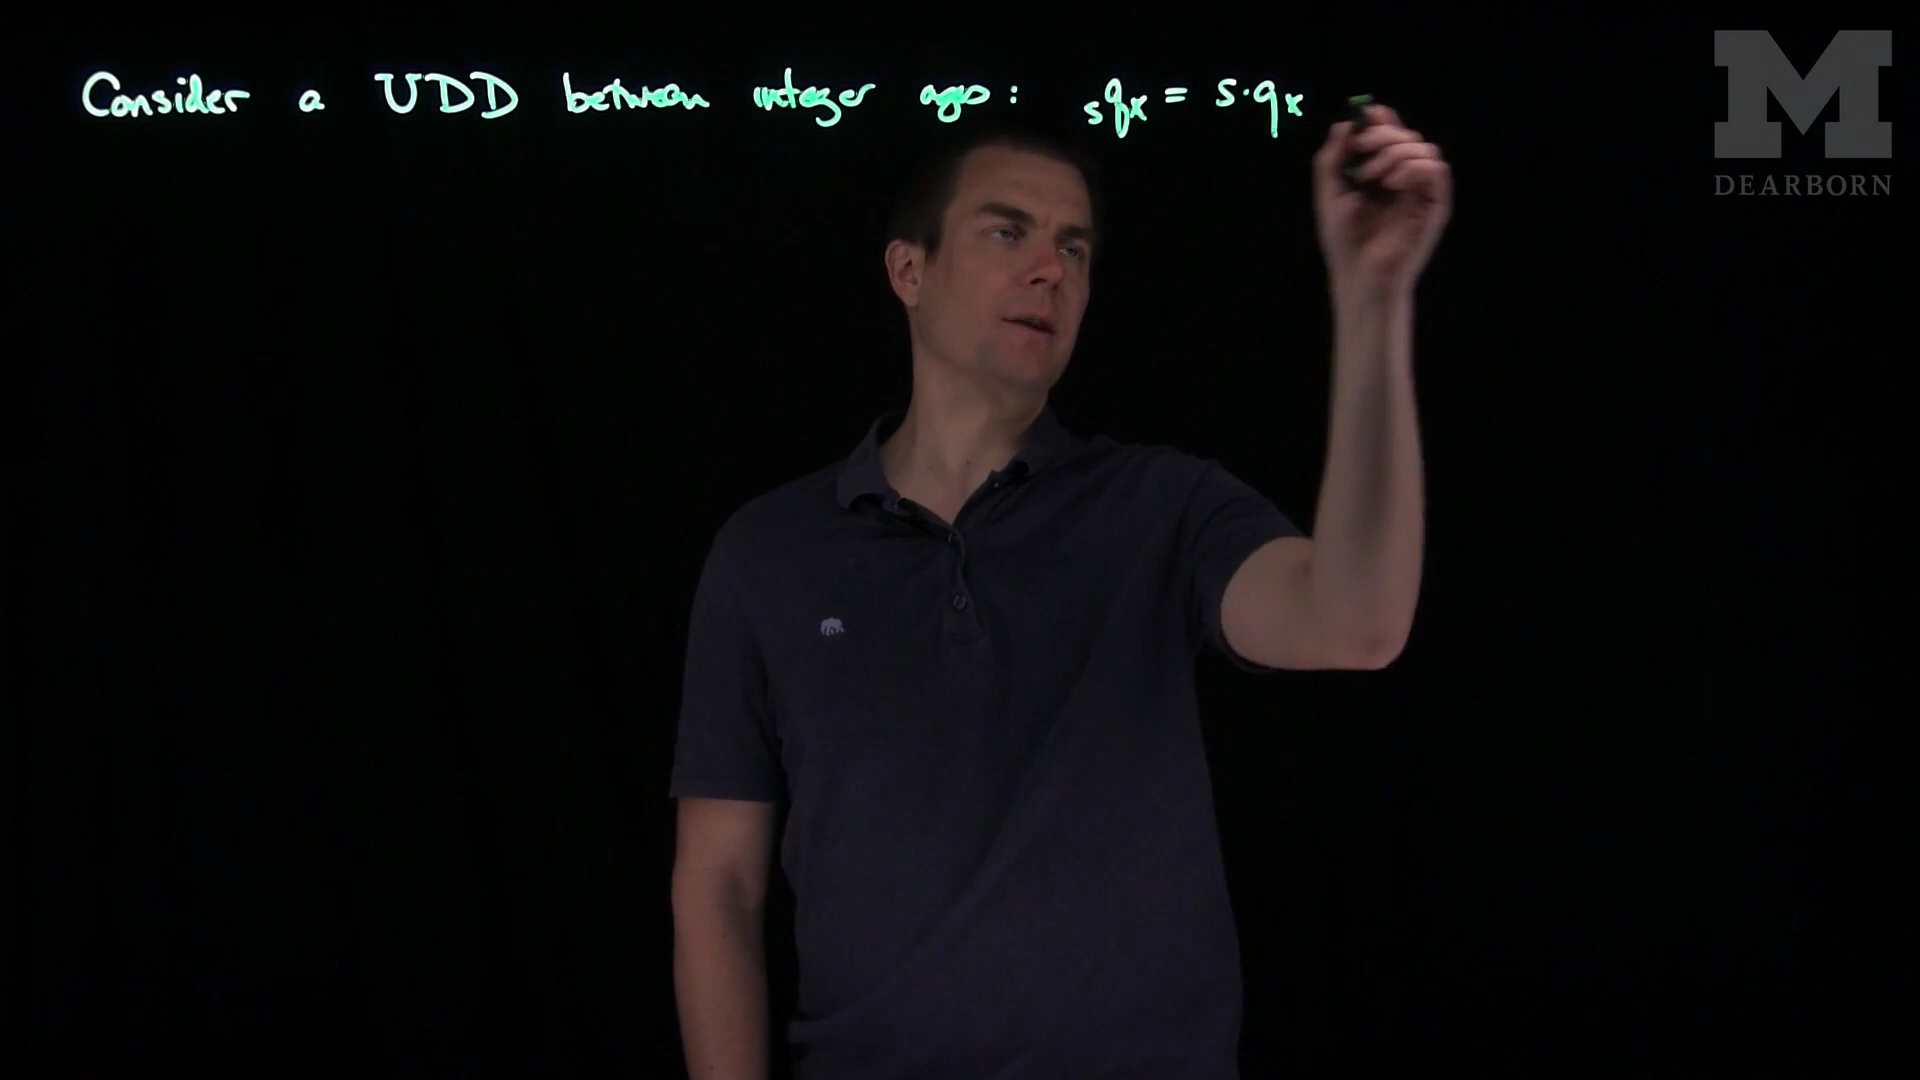 Consider a UDD between integer ages: ₛqₓ = s·qₓ
M
DEARBORN